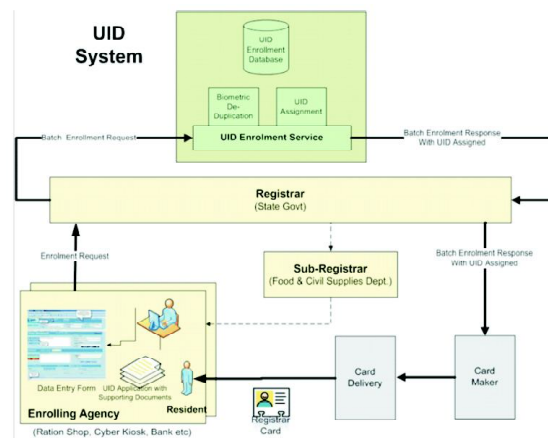 UID
System
UID
Enrollment
Database
Biometric
De-
Duplication
UID
Assignment
UID Enrolment Service
Batch Enrollment Request
Batch Enrolment Response
With UID Assigned
Registrar
(State Govt)
Enrolment Request
Batch Enrolment Response
With UID Assigned
Sub-Registrar
(Food & Civil Supplies Dept.)
Data Entry Form
UID Application with
Supporting Documents
Resident
Enrolling Agency
(Ration Shop, Cyber Kiosk, Bank etc)
Registrar
Card
Card
Delivery
Card
Maker